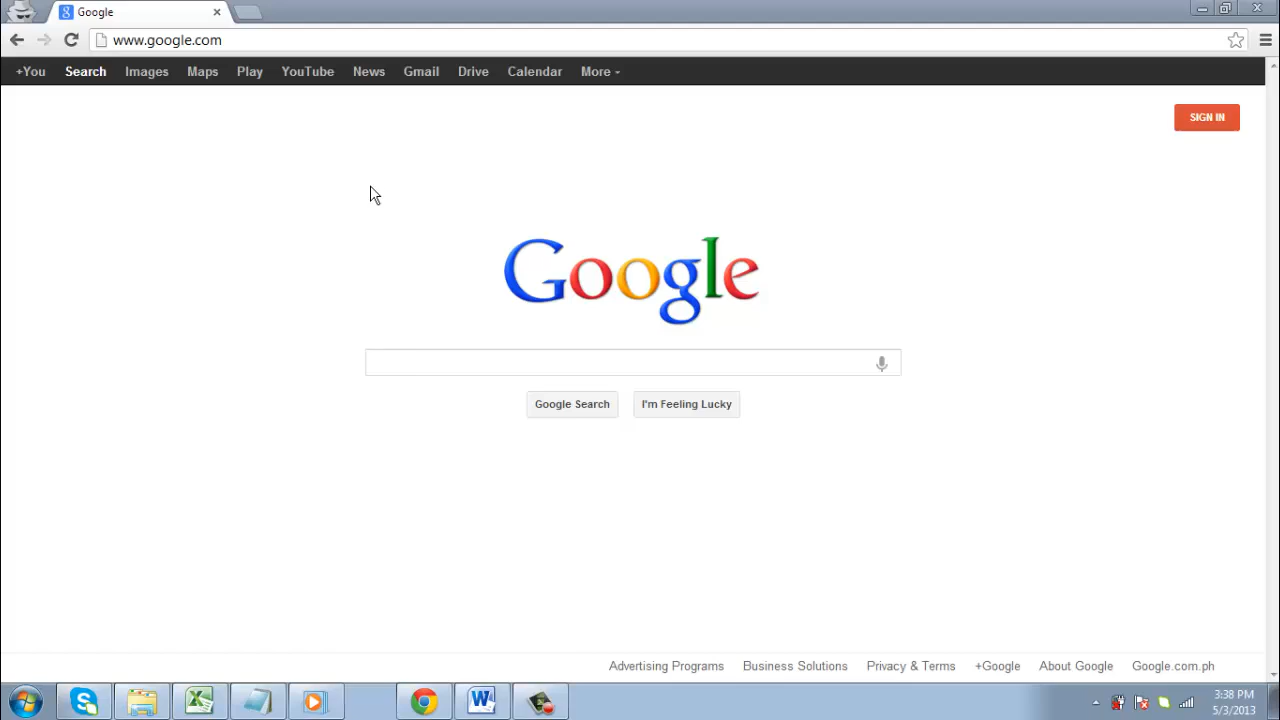 Google
www.google.com
+You Search Images Maps Play YouTube News Gmail Drive Calendar More
SIGN IN
Google
Google Search I'm Feeling Lucky
Advertising Programs Business Solutions Privacy & Terms +Google About Google Google.com.ph
3:38 PM
5/3/2013